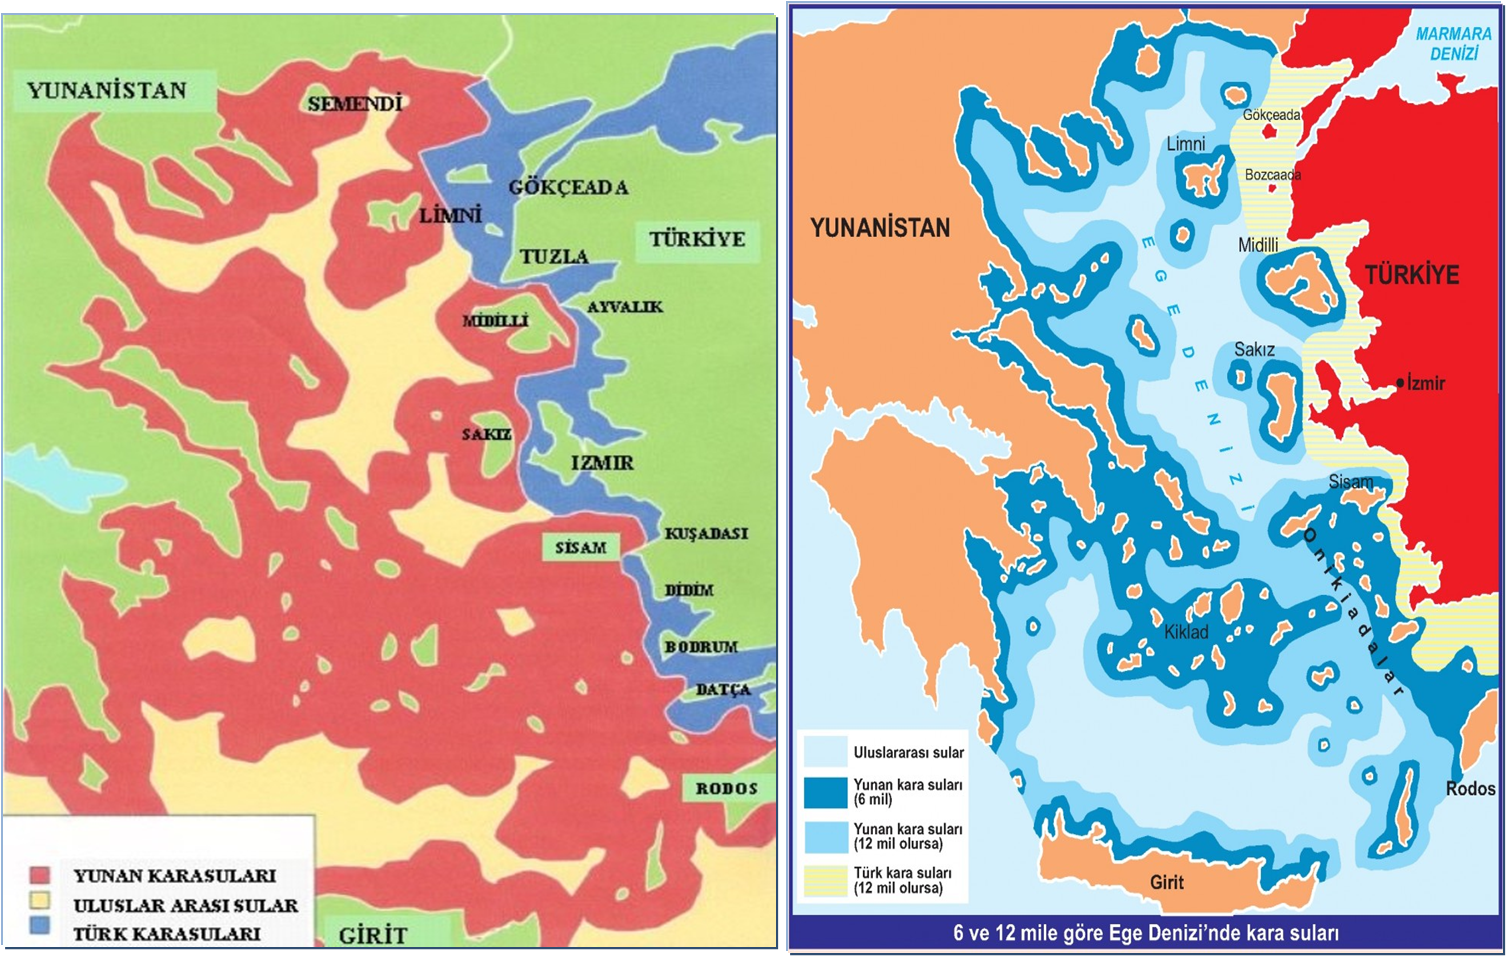 YUNANİSTAN
SEMENDİ
GÖKÇEADA
LİMNİ
TÜRKİYE
TUZLA
AYVALIK
MİDİLLİ
SAKIZ
IZMIR
KUŞADASI
SİSAM
DİDİM
BODRUM
DATÇA
RODOS
YUNAN KARASULARI
ULUSLAR ARASI SULAR
TÜRK KARASULARI
GİRİT
MARMARA
DENİZİ
Gökçeada
Limni
Bozcaada
YUNANİSTAN
Midilli
EGE DENİZİ
TÜRKİYE
Sakız
İzmir
Sisam
Onikiadalar
Kiklad
Uluslararası sular
Yunan kara suları
(6 mil)
Yunan kara suları
(12 mil olursa)
Türk kara suları
(12 mil olursa)
Rodos
Girit
6 ve 12 mile göre Ege Denizi'nde kara suları